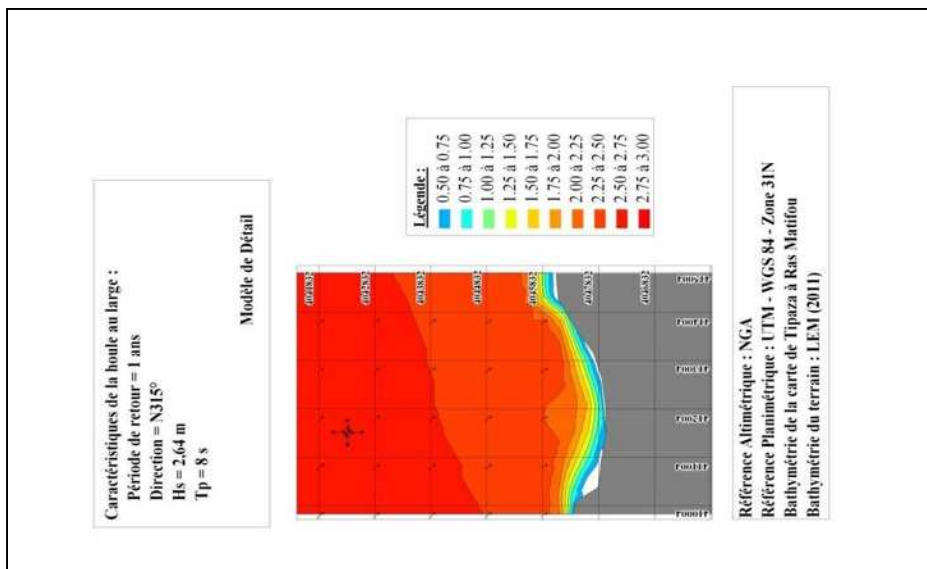 Caractéristiques de la houle au large :
Période de retour = 1 ans
Direction = N315°
Hs = 2.64 m
Tp = 8 s
Modèle de Détail
Légende :
0.50 à 0.75
0.75 à 1.00
1.00 à 1.25
1.25 à 1.50
1.50 à 1.75
1.75 à 2.00
2.00 à 2.25
2.25 à 2.50
2.50 à 2.75
2.75 à 3.00
Référence Altimétrique : NGA
Référence Planimétrique : UTM - WGS 84 - Zone 31N
Bathymétrie de la carte de Tipaza à Ras Matifou
Bathymétrie du terrain : LEM (2011)